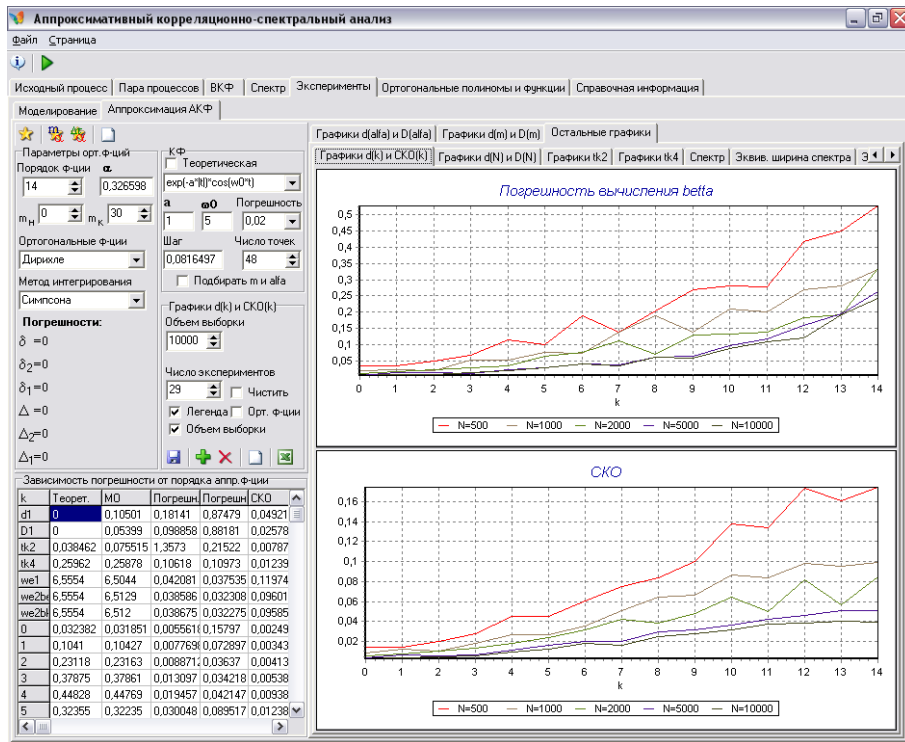 Аппроксимативный корреляционно-спектральный анализ
Файл Страница
Исходный процесс Пара процессов ВКФ Спектр Эксперименты Ортогональные полиномы и функции Справочная информация
Моделирование Аппроксимация АКФ
Параметры орт.ф-ций
Порядок ф-ции α
14 0,326598
mн 0 mк 30
Ортогональные ф-ции
Дирихле
Метод интегрирования
Симпсона
Погрешности:
δ =0
δ2=0
δ1=0
Δ =0
Δ2=0
Δ1=0
КФ
Теоретическая
exp(-a*|t|)*cos(w0*t)
a ω0 Погрешность
1 5 0,02
Шаг Число точек
0,0816497 48
Подбирать m и alfa
Графики d(k) и СКО(k)
Объем выборки
10000
Число экспериментов
29 Чистить
Легенда Орт. ф-ции
Объем выборки
Зависимость погрешности от порядка аппр.ф-ции
k Теорет. МО Погрешн. Погрешн СКО
d1 0 0,10501 0,18141 0,87479 0,04921
D1 0 0,05399 0,098858 0,88181 0,02578
tk2 0,038462 0,075515 1,3573 0,21522 0,00787
tk4 0,25962 0,25878 0,10618 0,10973 0,01239
we1 6,5554 6,5044 0,042081 0,037535 0,11974
we2be 6,5554 6,5129 0,038586 0,032308 0,09601
we2bl 6,5554 6,512 0,038675 0,032275 0,09585
0 0,032382 0,031851 0,005561 0,15797 0,00249
1 0,1041 0,10427 0,007769 0,072897 0,00343
2 0,23118 0,23163 0,008871 0,03637 0,00413
3 0,37875 0,37861 0,013097 0,034218 0,00538
4 0,44828 0,44769 0,019457 0,042147 0,00938
5 0,32355 0,32235 0,030048 0,089517 0,01238
Графики d(alfa) и D(alfa) Графики d(m) и D(m) Остальные графики
Графики d(k) и СКО(k) Графики d(N) и D(N) Графики tk2 Графики tk4 Спектр Эквив. ширина спектра Э
Погрешность вычисления betta
0,5
0,45
0,4
0,35
0,3
0,25
0,2
0,15
0,1
0,05
0 1 2 3 4 5 6 7 8 9 10 11 12 13 14
k
N=500 N=1000 N=2000 N=5000 N=10000
СКО
0,16
0,14
0,12
0,1
0,08
0,06
0,04
0,02
0 1 2 3 4 5 6 7 8 9 10 11 12 13 14
k
N=500 N=1000 N=2000 N=5000 N=10000